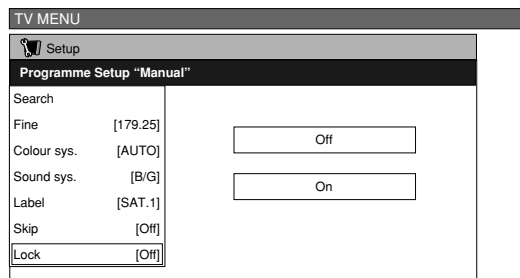 TV MENU
Setup
Programme Setup “Manual”
Search
Fine [179.25]
Colour sys. [AUTO]
Sound sys. [B/G]
Label [SAT.1]
Skip [Off]
Lock [Off]
Off
On